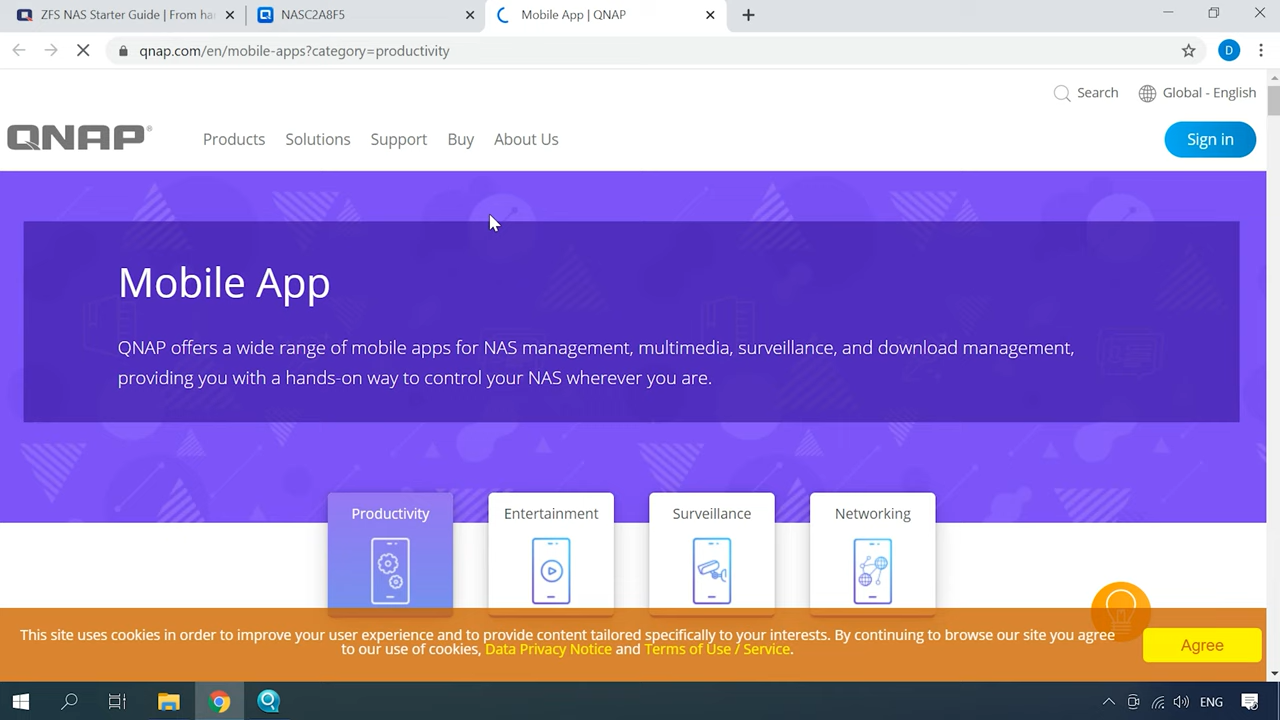 ZFS NAS Starter Guide | From ha
NASC2A8F5
Mobile App | QNAP
qnap.com/en/mobile-apps?category=productivity
D
Search
Global - English
QNAP®
Products
Solutions
Support
Buy
About Us
Sign in
Mobile App
QNAP offers a wide range of mobile apps for NAS management, multimedia, surveillance, and download management,
providing you with a hands-on way to control your NAS wherever you are.
Productivity
Entertainment
Surveillance
Networking
This site uses cookies in order to improve your user experience and to provide content tailored specifically to your interests. By continuing to browse our site you agree
to our use of cookies, Data Privacy Notice and Terms of Use / Service.
Agree
ENG